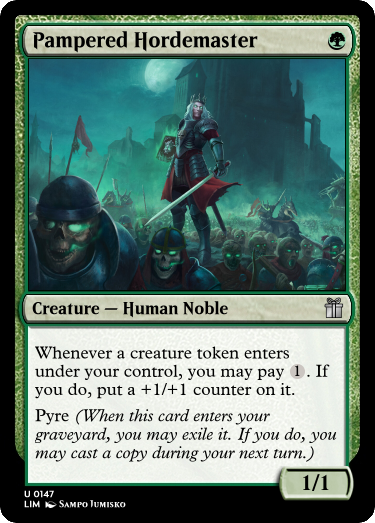 Pampered Hordemaster
Creature — Human Noble
Whenever a creature token enters
under your control, you may pay 1. If
you do, put a +1/+1 counter on it.
Pyre (When this card enters your
graveyard, you may exile it. If you do, you
may cast a copy during your next turn.)
1/1
U 0147
LIM Sampo Jumisko